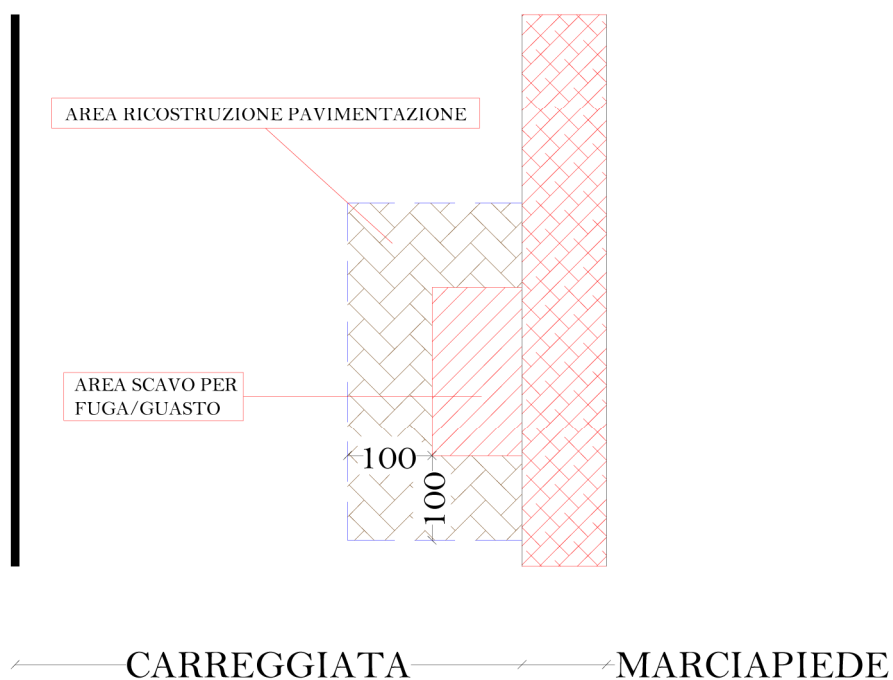 AREA RICOSTRUZIONE PAVIMENTAZIONE
AREA SCAVO PER
FUGA/GUASTO
100
100
CARREGGIATA
MARCIAPIEDE